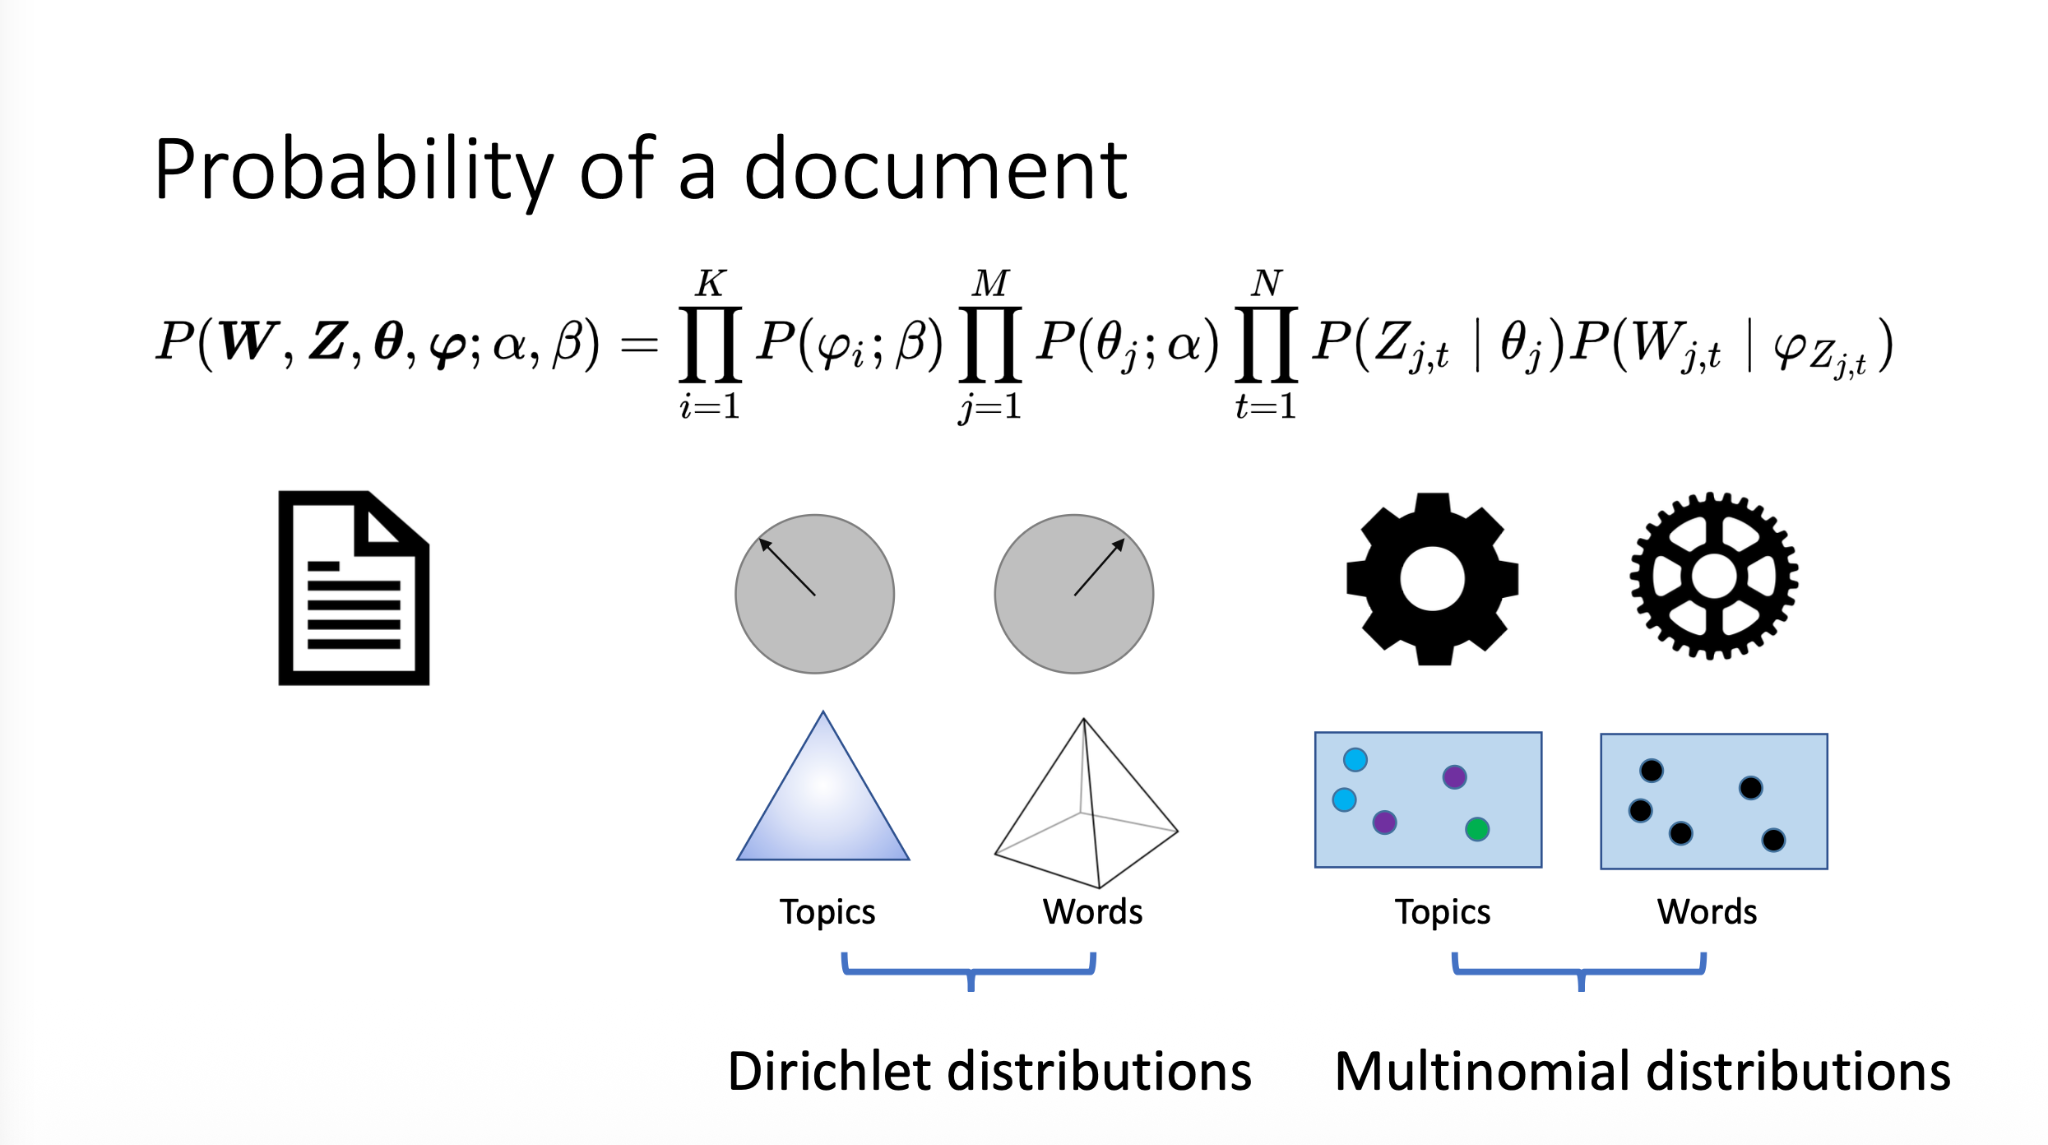 Probability of a document
P(W, Z, θ, φ; α, β) = ∏_{i=1}^{K} P(φ_i; β) ∏_{j=1}^{M} P(θ_j; α) ∏_{t=1}^{N} P(Z_{j,t} | θ_j) P(W_{j,t} | φ_{Z_{j,t}})
Topics Words Topics Words
Dirichlet distributions Multinomial distributions